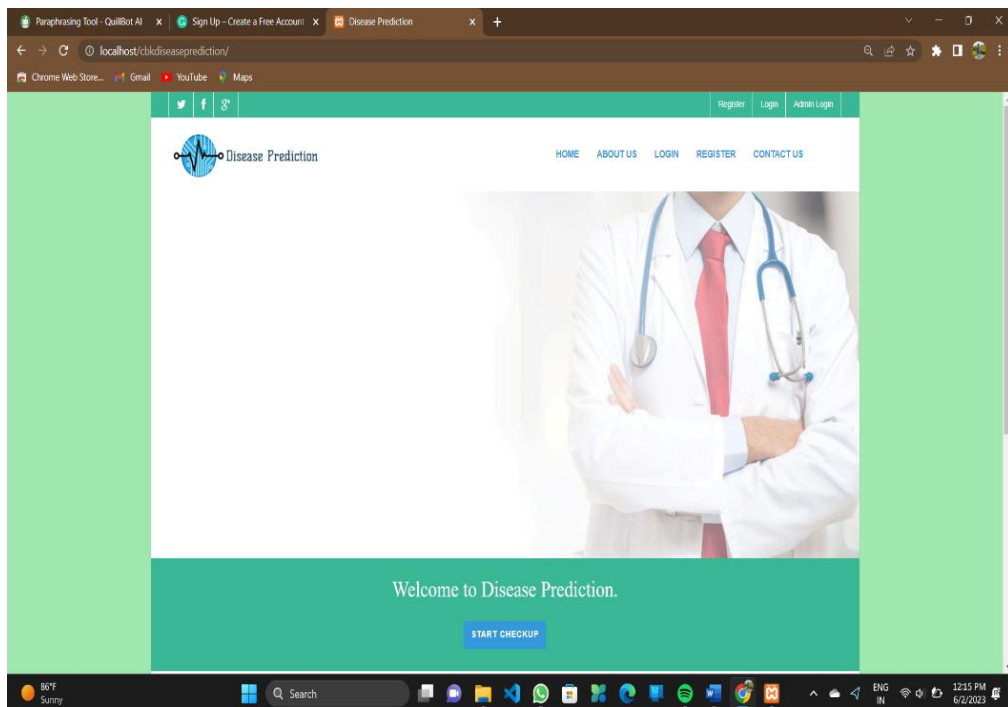 Paraphrasing Tool - QuillBot AI
Sign Up – Create a Free Account
Disease Prediction
localhost/cbkdiseaseprediction/
Chrome Web Store...
Gmail
YouTube
Maps
Register
Login
Admin Login
Disease Prediction
HOME
ABOUT US
LOGIN
REGISTER
CONTACT US
Welcome to Disease Prediction.
START CHECKUP
86°F
Sunny
Search
ENG
IN
12:15 PM
6/2/2023